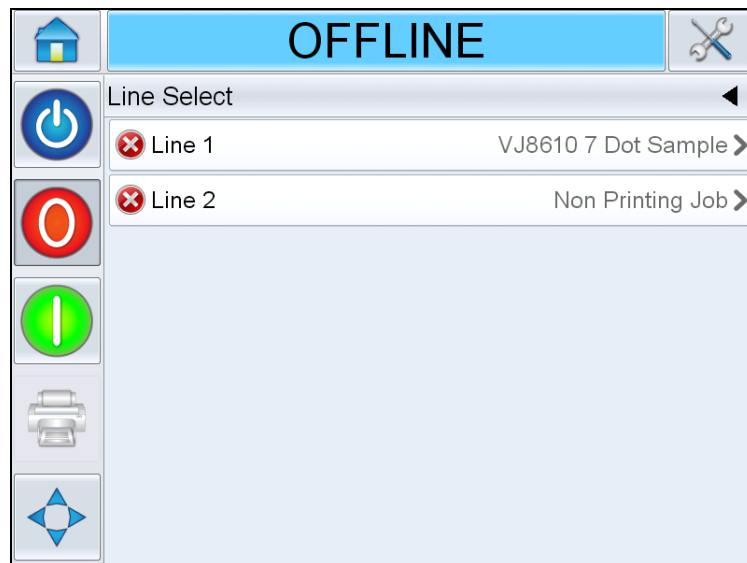 OFFLINE
Line Select
Line 1 VJ8610 7 Dot Sample
Line 2 Non Printing Job